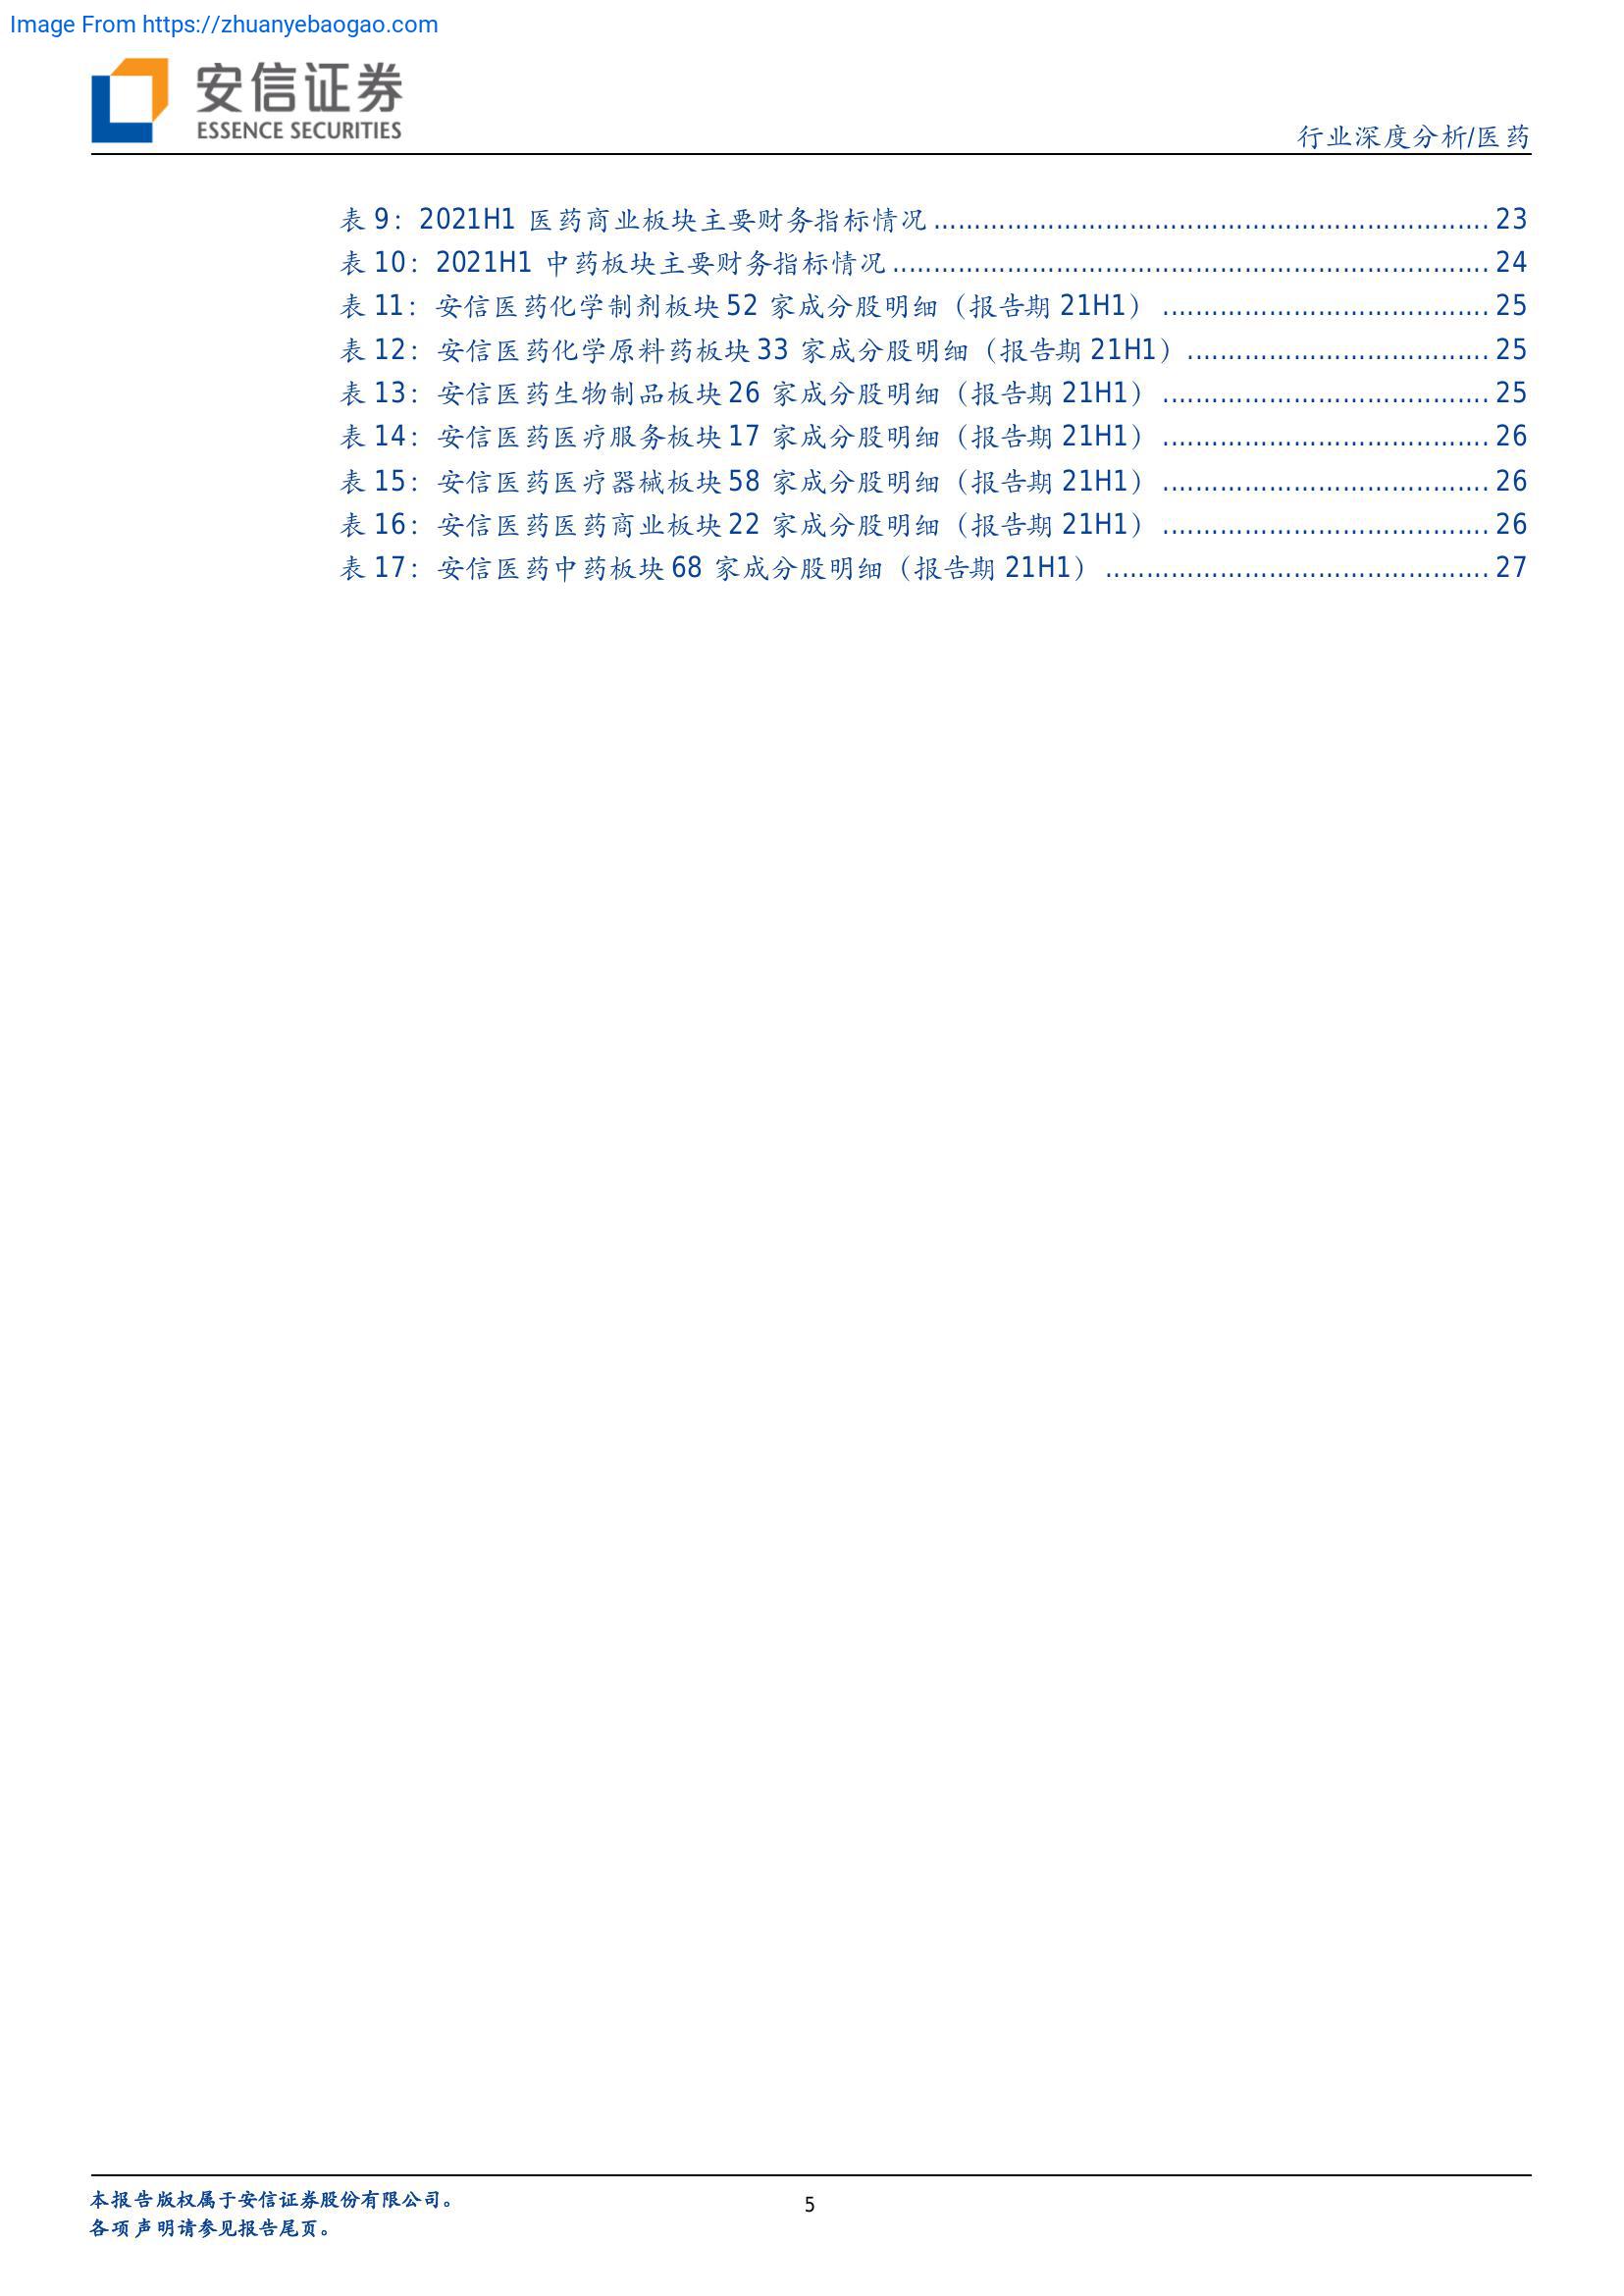 Image From https://zhuanyebaogao.com
安信证券
ESSENCE SECURITIES
行业深度分析/医药
表 9：2021H1 医药商业板块主要财务指标情况 ........................................................................ 23
表 10：2021H1 中药板块主要财务指标情况 ........................................................................ 24
表 11：安信医药化学制剂板块 52 家成分股明细（报告期 21H1） ........................................ 25
表 12：安信医药化学原料药板块 33 家成分股明细（报告期 21H1） ..................................... 25
表 13：安信医药生物制品板块 26 家成分股明细（报告期 21H1） ........................................ 25
表 14：安信医药医疗服务板块 17 家成分股明细（报告期 21H1） ........................................ 26
表 15：安信医药医疗器械板块 58 家成分股明细（报告期 21H1） ........................................ 26
表 16：安信医药医药商业板块 22 家成分股明细（报告期 21H1） ........................................ 26
表 17：安信医药中药板块 68 家成分股明细（报告期 21H1） ............................................... 27
本报告版权属于安信证券股份有限公司。
5
各项声明请参见报告尾页。